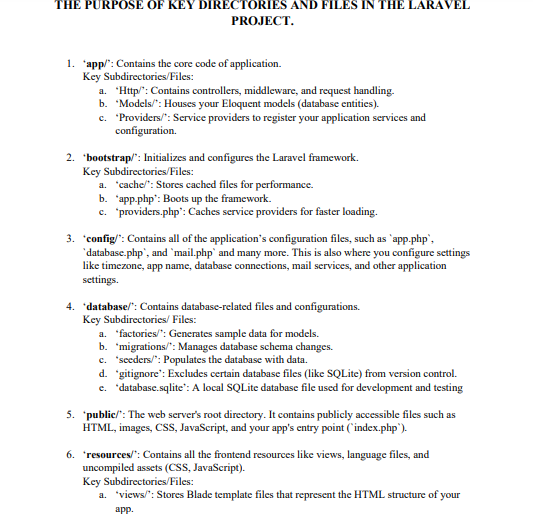 THE PURPOSE OF KEY DIRECTORIES AND FILES IN THE LARAVEL
PROJECT.
1. ‘app/’: Contains the core code of application.
Key Subdirectories/Files:
a. ‘Http/’: Contains controllers, middleware, and request handling.
b. ‘Models/’: Houses your Eloquent models (database entities).
c. ‘Providers/’: Service providers to register your application services and
configuration.
2. ‘bootstrap/’: Initializes and configures the Laravel framework.
Key Subdirectories/Files:
a. ‘cache/’: Stores cached files for performance.
b. ‘app.php’: Boots up the framework.
c. ‘providers.php’: Caches service providers for faster loading.
3. ‘config/’: Contains all of the application’s configuration files, such as `app.php`,
`database.php`, and `mail.php` and many more. This is also where you configure settings
like timezone, app name, database connections, mail services, and other application
settings.
4. ‘database/’: Contains database-related files and configurations.
Key Subdirectories/ Files:
a. ‘factories/’: Generates sample data for models.
b. ‘migrations/’: Manages database schema changes.
c. ‘seeders/’: Populates the database with data.
d. ‘gitignore’: Excludes certain database files (like SQLite) from version control.
e. ‘database.sqlite’: A local SQLite database file used for development and testing
5. ‘public/’: The web server's root directory. It contains publicly accessible files such as
HTML, images, CSS, JavaScript, and your app's entry point (`index.php`).
6. ‘resources/’: Contains all the frontend resources like views, language files, and
uncompiled assets (CSS, JavaScript).
Key Subdirectories/Files:
a. ‘views/’: Stores Blade template files that represent the HTML structure of your
app.